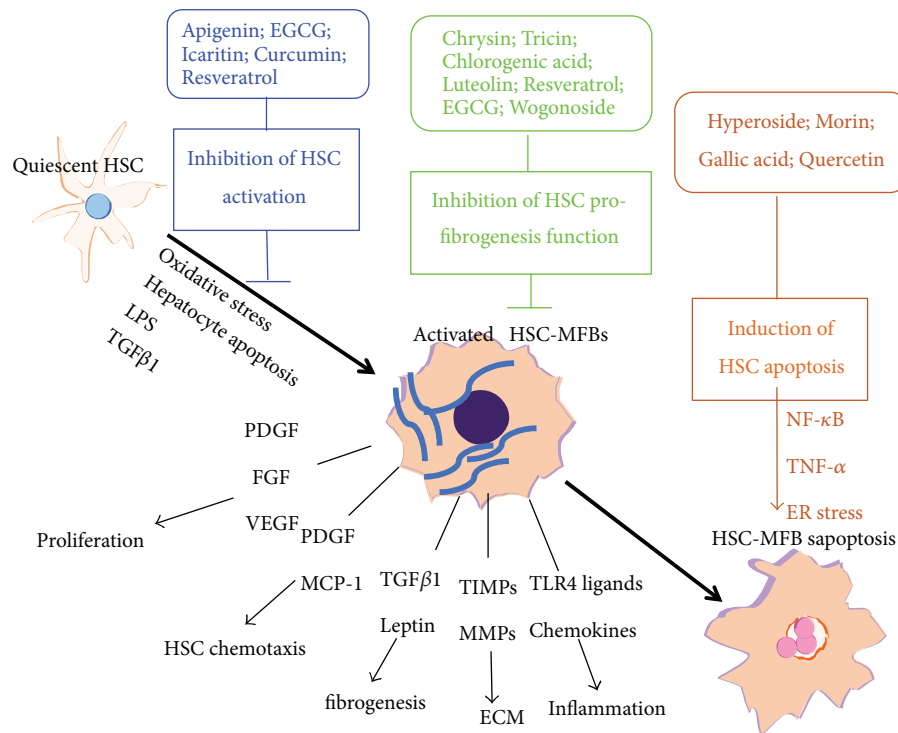 Apigenin; EGCG;
Icaritin; Curcumin;
Resveratrol
Chrysin; Tricin;
Chlorogenic acid;
Luteolin; Resveratrol;
EGCG; Wogonoside
Hyperoside; Morin;
Gallic acid; Quercetin
Quiescent HSC
Inhibition of HSC
activation
Inhibition of HSC pro-
fibrogenesis function
Induction of
HSC apoptosis
Oxidative stress
Hepatocyte apoptosis
LPS
TGFβ1
Activated HSC-MFBs
NF-κB
TNF-α
ER stress
HSC-MFB sapoptosis
PDGF
FGF
VEGF
Proliferation
PDGF
MCP-1
HSC chemotaxis
TGFβ1
Leptin
fibrogenesis
TIMPs
MMPs
ECM
TLR4 ligands
Chemokines
Inflammation